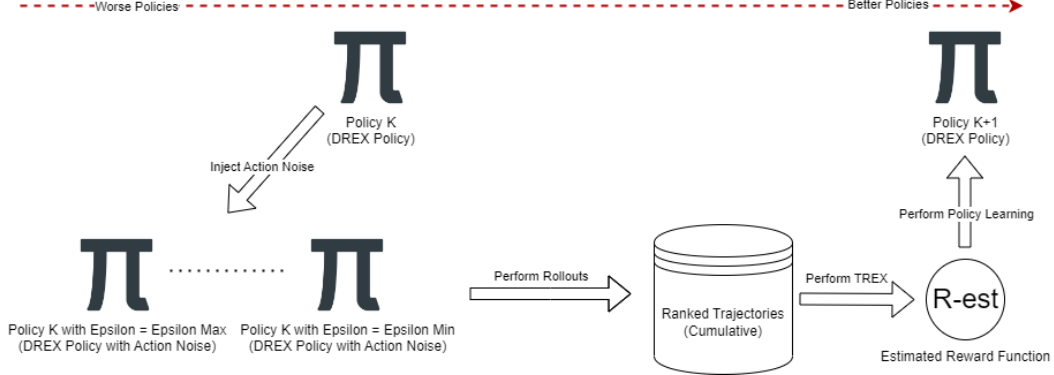 Worse Policies
Better Policies
Policy K
(DREX Policy)
Policy K+1
(DREX Policy)
Inject Action Noise
Perform Policy Learning
Perform Rollouts
Perform TREX
Ranked Trajectories
(Cumulative)
R-est
Policy K with Epsilon = Epsilon Max
(DREX Policy with Action Noise)
Policy K with Epsilon = Epsilon Min
(DREX Policy with Action Noise)
Estimated Reward Function